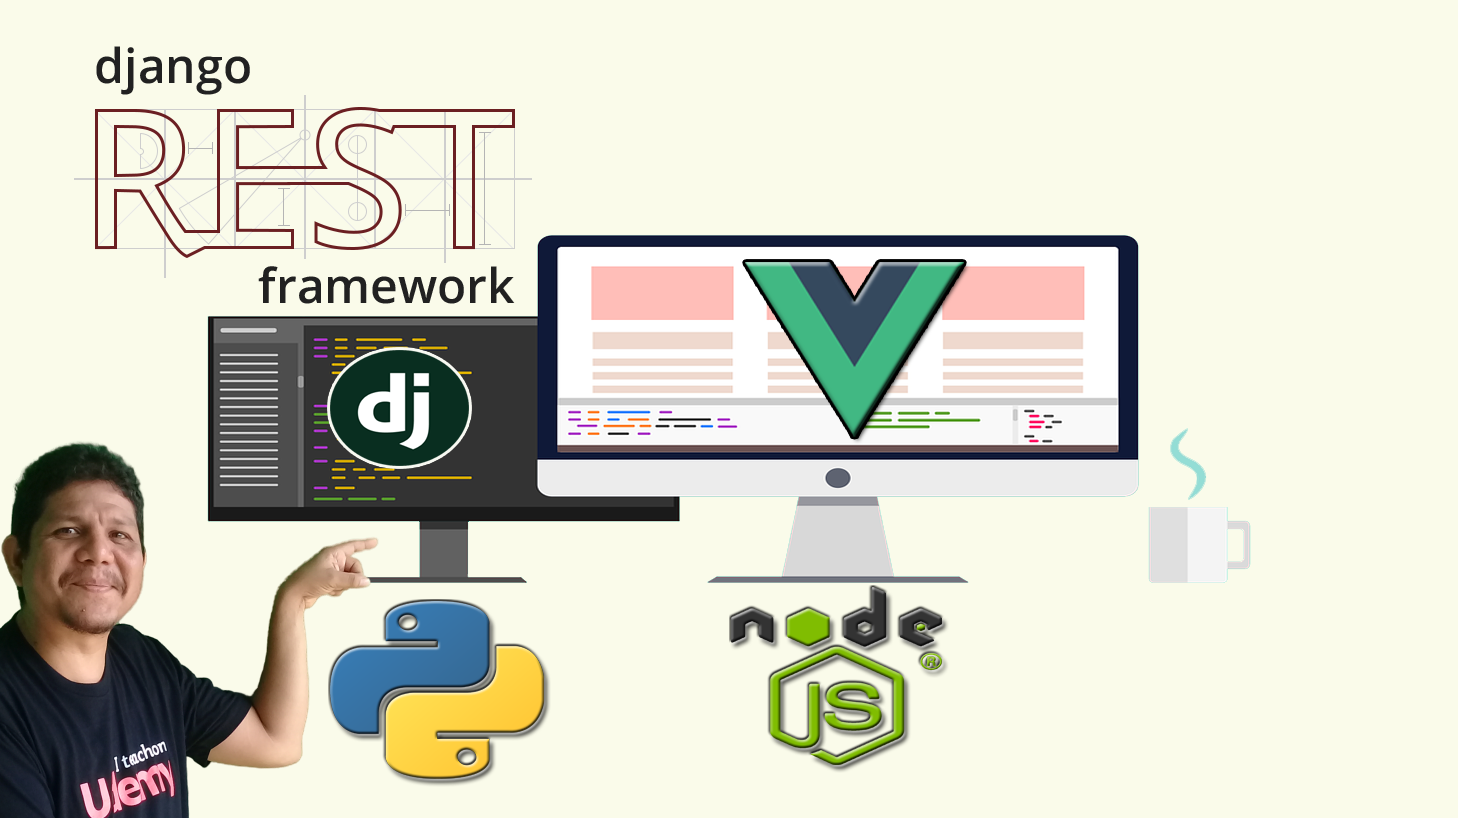 django
REST
framework
dj
node
JS
I teach on
Udemy